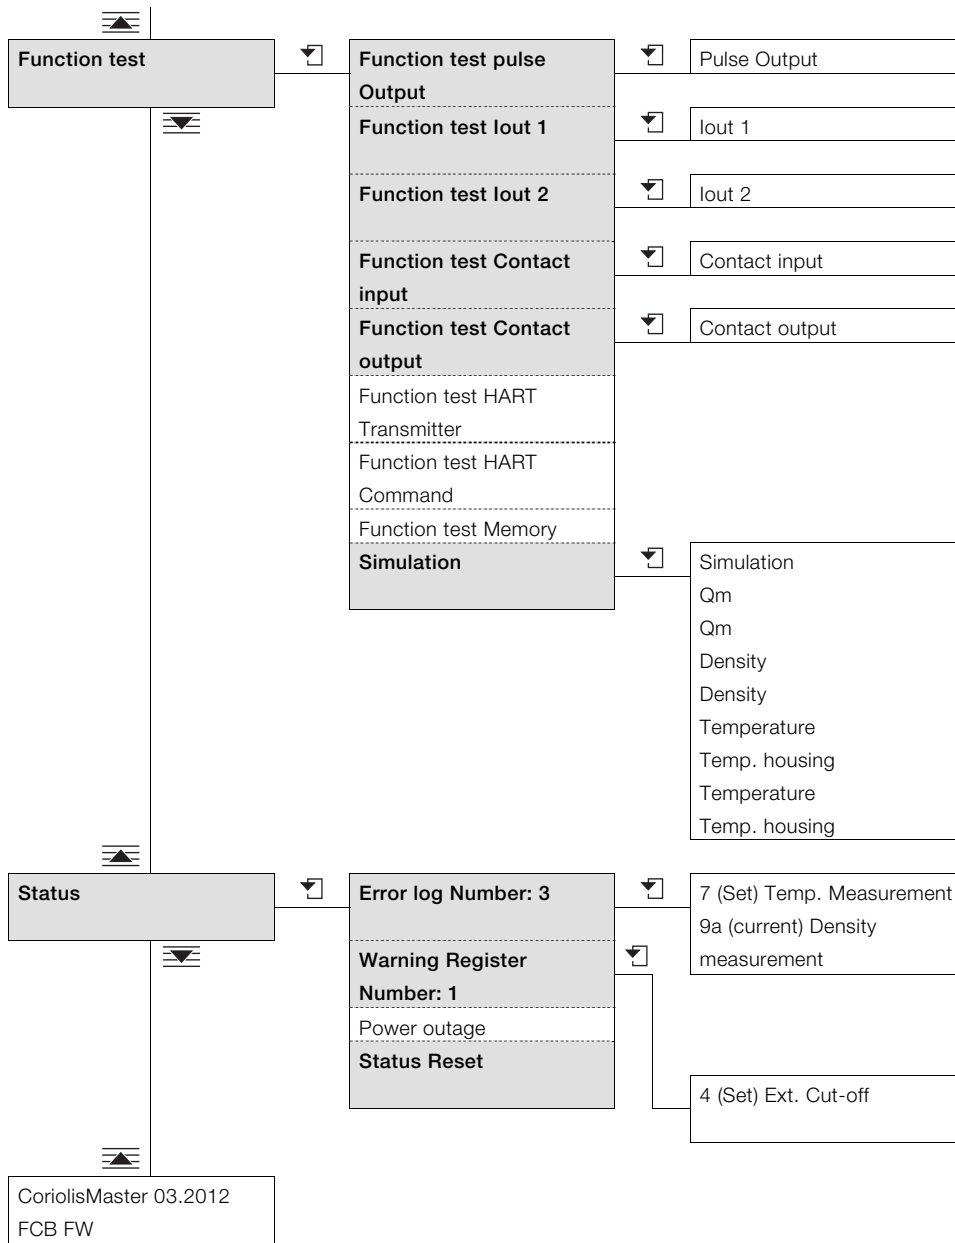 Function test
Function test pulse
Output
Pulse Output
Function test Iout 1
Iout 1
Function test Iout 2
Iout 2
Function test Contact
input
Contact input
Function test Contact
output
Contact output
Function test HART
Transmitter
Function test HART
Command
Function test Memory
Simulation
Simulation
Qm
Qm
Density
Density
Temperature
Temp. housing
Temperature
Temp. housing
Status
Error log Number: 3
7 (Set) Temp. Measurement
9a (current) Density
measurement
Warning Register
Number: 1
Power outage
Status Reset
4 (Set) Ext. Cut-off
CoriolisMaster 03.2012
FCB FW